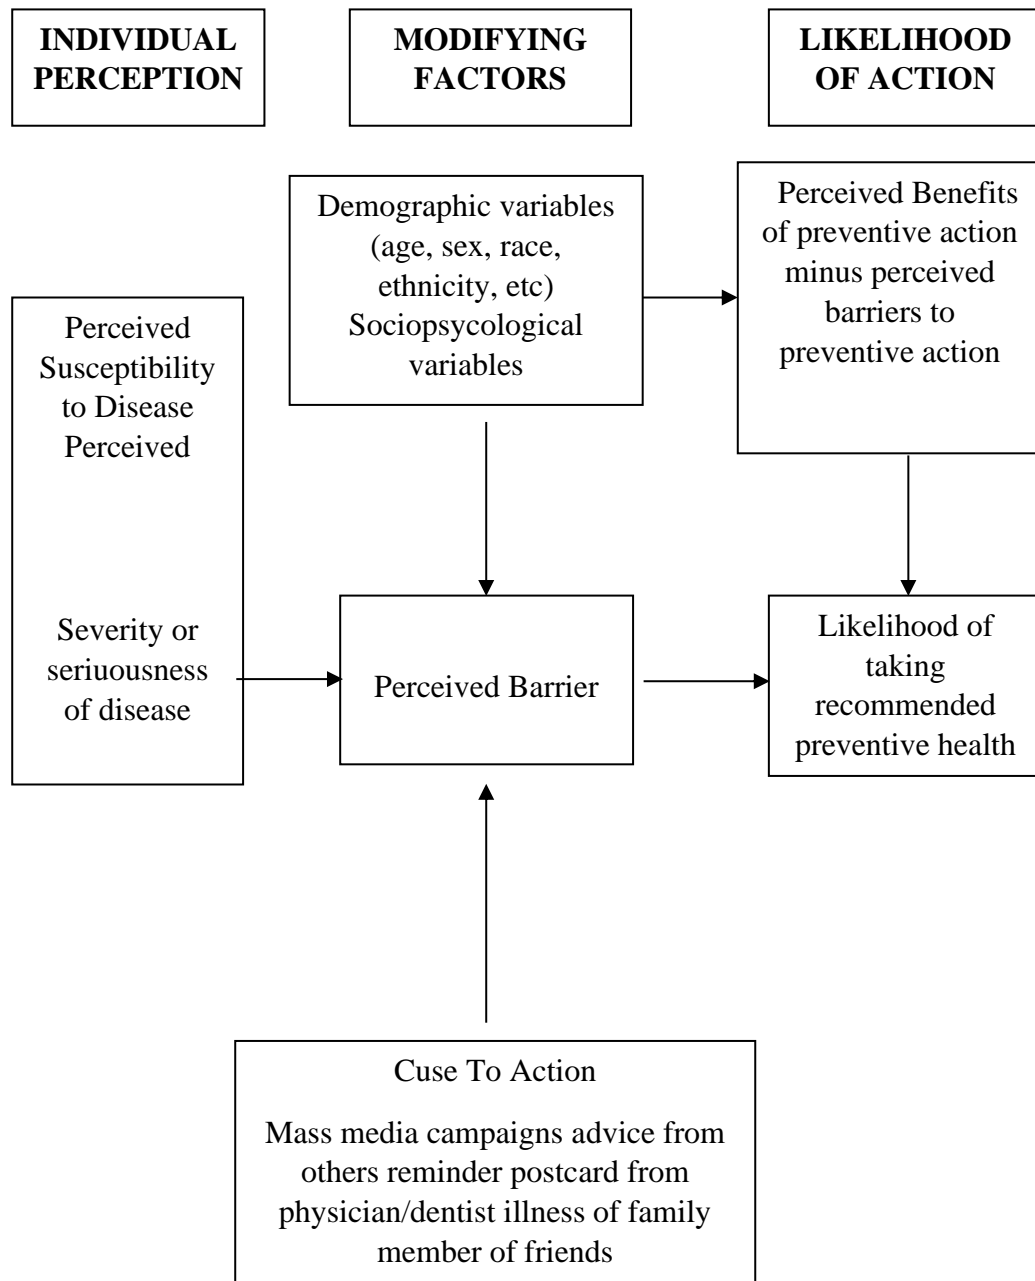 INDIVIDUAL
PERCEPTION
MODIFYING
FACTORS
LIKELIHOOD
OF ACTION
Demographic variables
(age, sex, race,
ethnicity, etc)
Sociopsycological
variables
Perceived Benefits
of preventive action
minus perceived
barriers to
preventive action
Perceived
Susceptibility
to Disease
Perceived
Severity or
seriuousness
of disease
Perceived Barrier
Likelihood of
taking
recommended
preventive health
Cuse To Action
Mass media campaigns advice from
others reminder postcard from
physician/dentist illness of family
member of friends